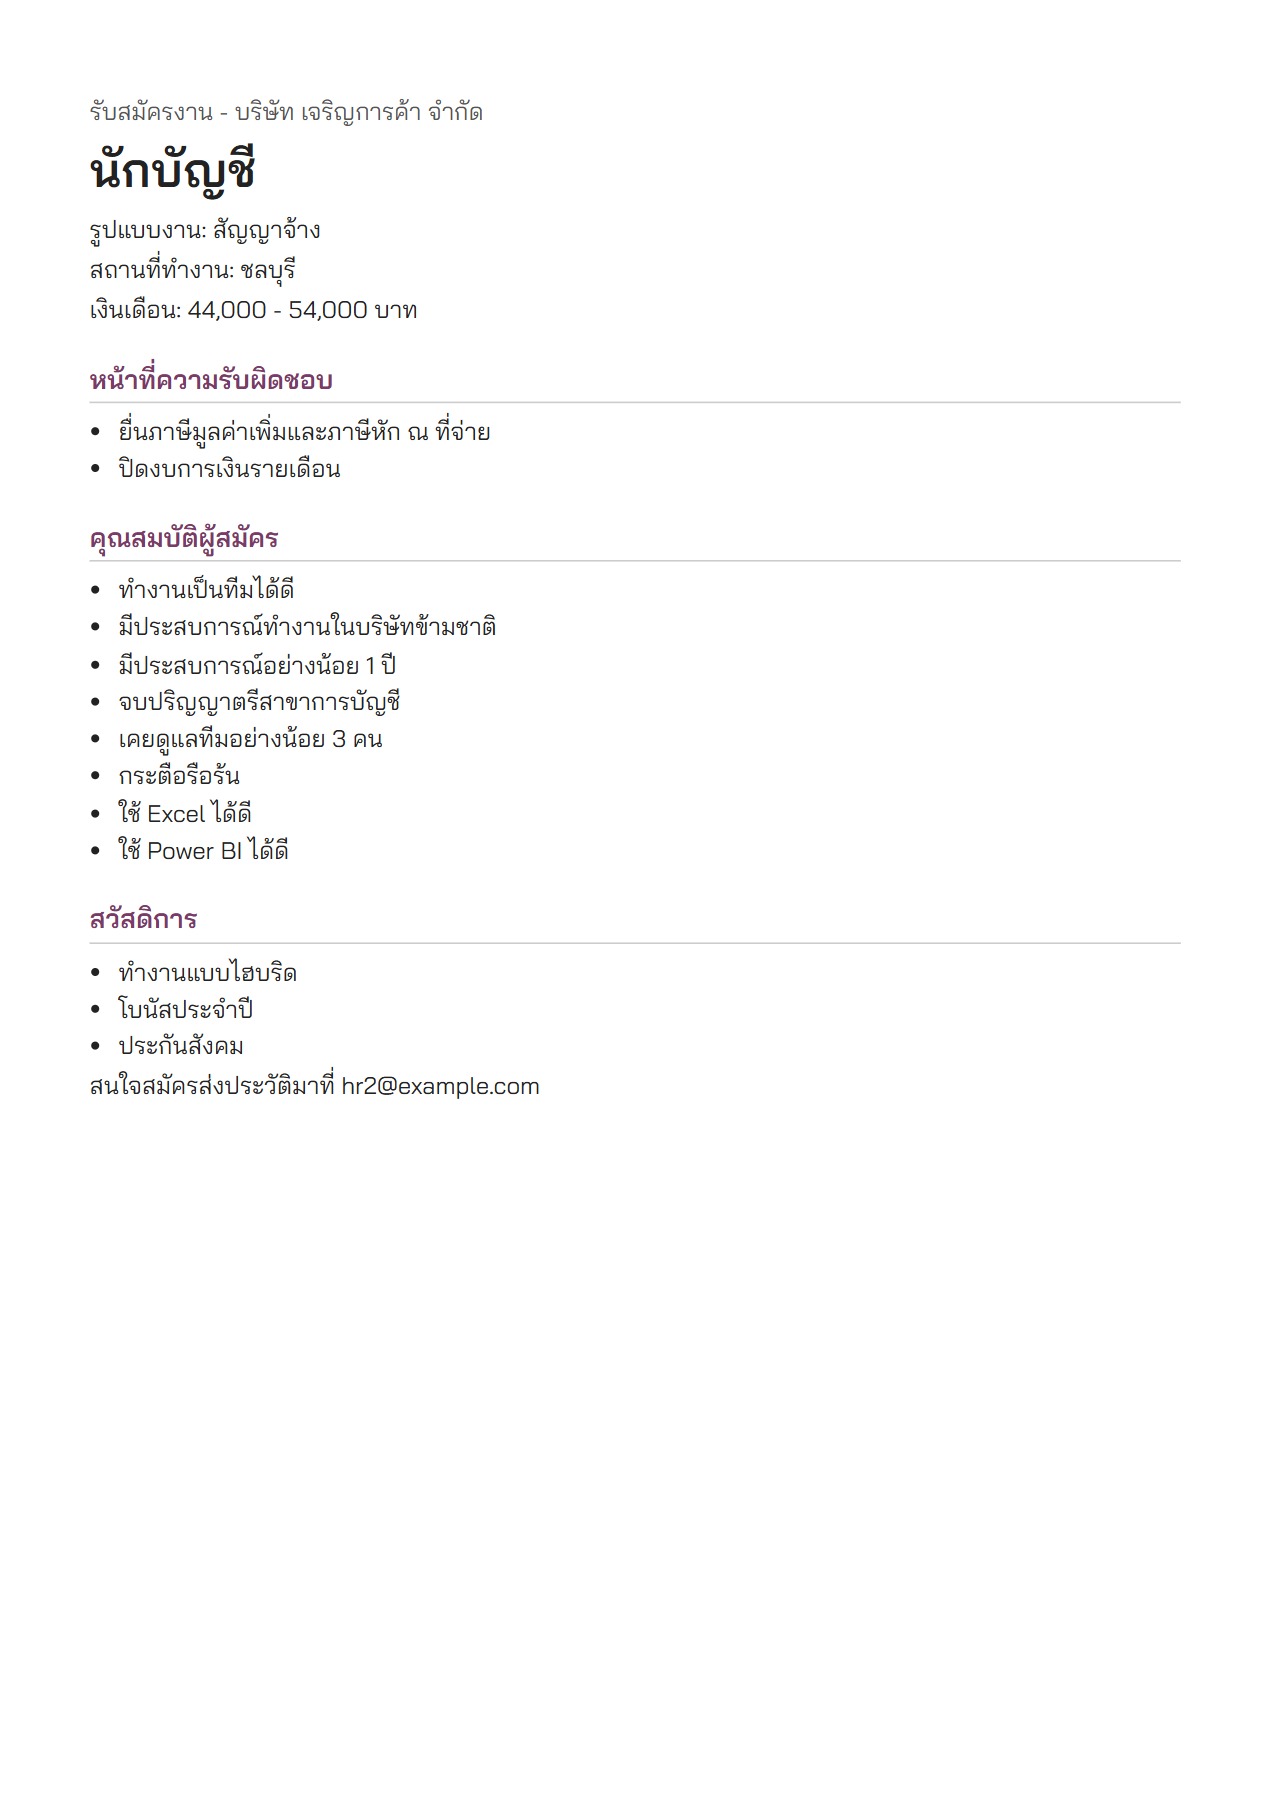 รับสมัครงาน - บริษัท เจริญการค้า จำกัด
นักบัญชี
รูปแบบงาน: สัญญาจ้าง
สถานที่ทำงาน: ชลบุรี
เงินเดือน: 44,000 - 54,000 บาท
หน้าที่ความรับผิดชอบ
• ยื่นภาษีมูลค่าเพิ่มและภาษีหัก ณ ที่จ่าย
• ปิดงบการเงินรายเดือน
คุณสมบัติผู้สมัคร
• ทำงานเป็นทีมได้ดี
• มีประสบการณ์ทำงานในบริษัทข้ามชาติ
• มีประสบการณ์อย่างน้อย 1 ปี
• จบปริญญาตรีสาขาการบัญชี
• เคยดูแลทีมอย่างน้อย 3 คน
• กระตือรือร้น
• ใช้ Excel ได้ดี
• ใช้ Power BI ได้ดี
สวัสดิการ
• ทำงานแบบไฮบริด
• โบนัสประจำปี
• ประกันสังคม
สนใจสมัครส่งประวัติมาที่ hr2@example.com